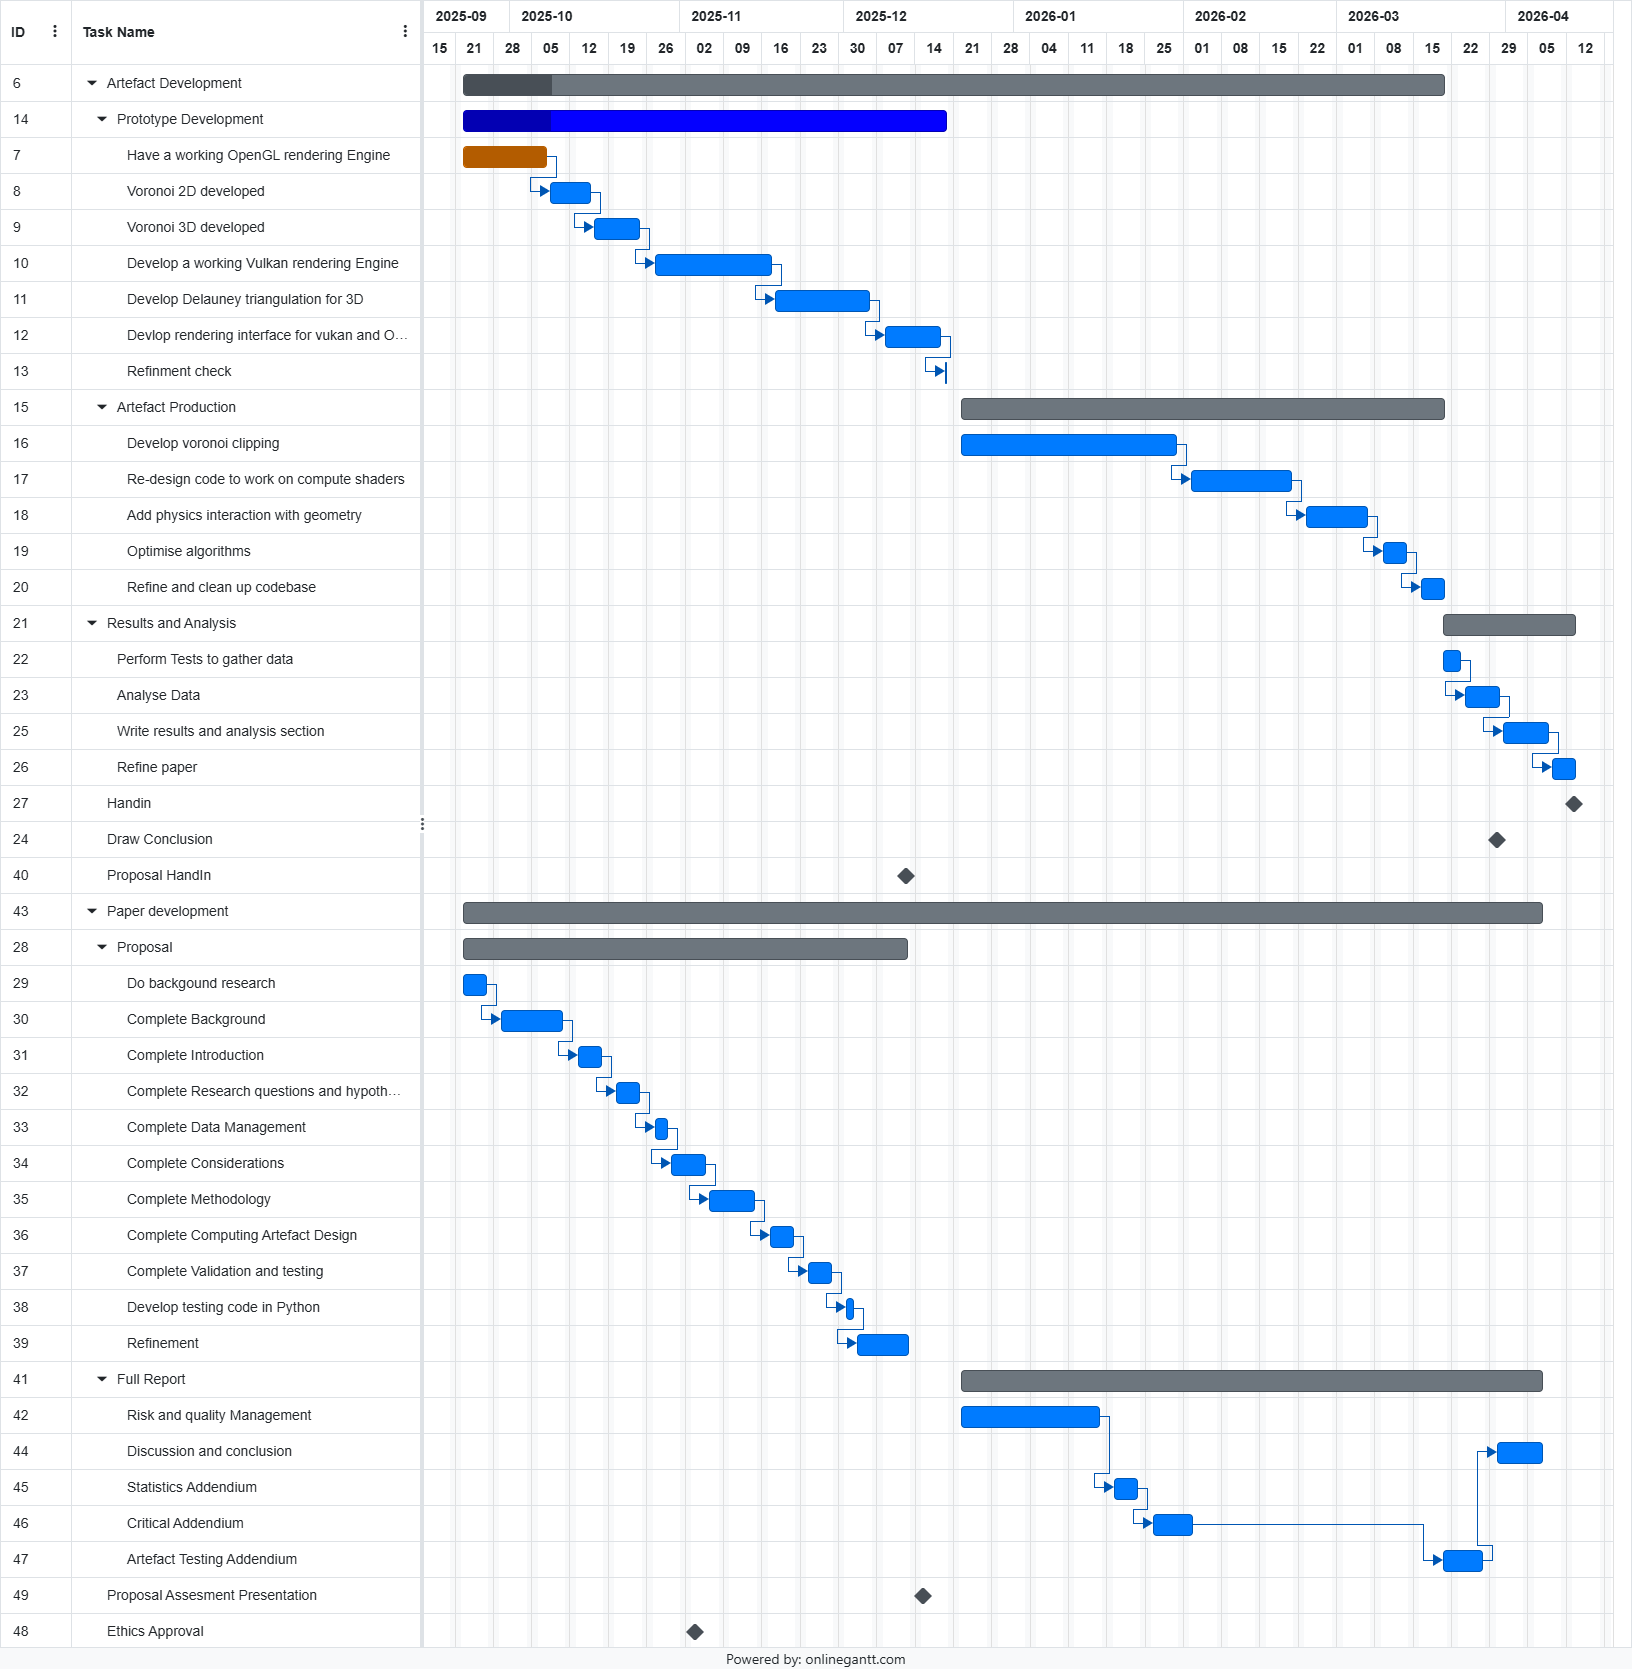 ID Task Name 2025-09 2025-10 2025-11 2025-12 2026-01 2026-02 2026-03 2026-04
15 21 28 05 12 19 26 02 09 16 23 30 07 14 21 28 04 11 18 25 01 08 15 22 01 08 15 22 29 05 12
6 Artefact Development
14 Prototype Development
7 Have a working OpenGL rendering Engine
8 Voronoi 2D developed
9 Voronoi 3D developed
10 Develop a working Vulkan rendering Engine
11 Develop Delauney triangulation for 3D
12 Devlop rendering interface for vukan and O...
13 Refinment check
15 Artefact Production
16 Develop voronoi clipping
17 Re-design code to work on compute shaders
18 Add physics interaction with geometry
19 Optimise algorithms
20 Refine and clean up codebase
21 Results and Analysis
22 Perform Tests to gather data
23 Analyse Data
25 Write results and analysis section
26 Refine paper
27 Handin
24 Draw Conclusion
40 Proposal HandIn
43 Paper development
28 Proposal
29 Do backgound research
30 Complete Background
31 Complete Introduction
32 Complete Research questions and hypoth...
33 Complete Data Management
34 Complete Considerations
35 Complete Methodology
36 Complete Computing Artefact Design
37 Complete Validation and testing
38 Develop testing code in Python
39 Refinement
41 Full Report
42 Risk and quality Management
44 Discussion and conclusion
45 Statistics Addendium
46 Critical Addendium
47 Artefact Testing Addendium
49 Proposal Assesment Presentation
48 Ethics Approval
Powered by: onlinegantt.com